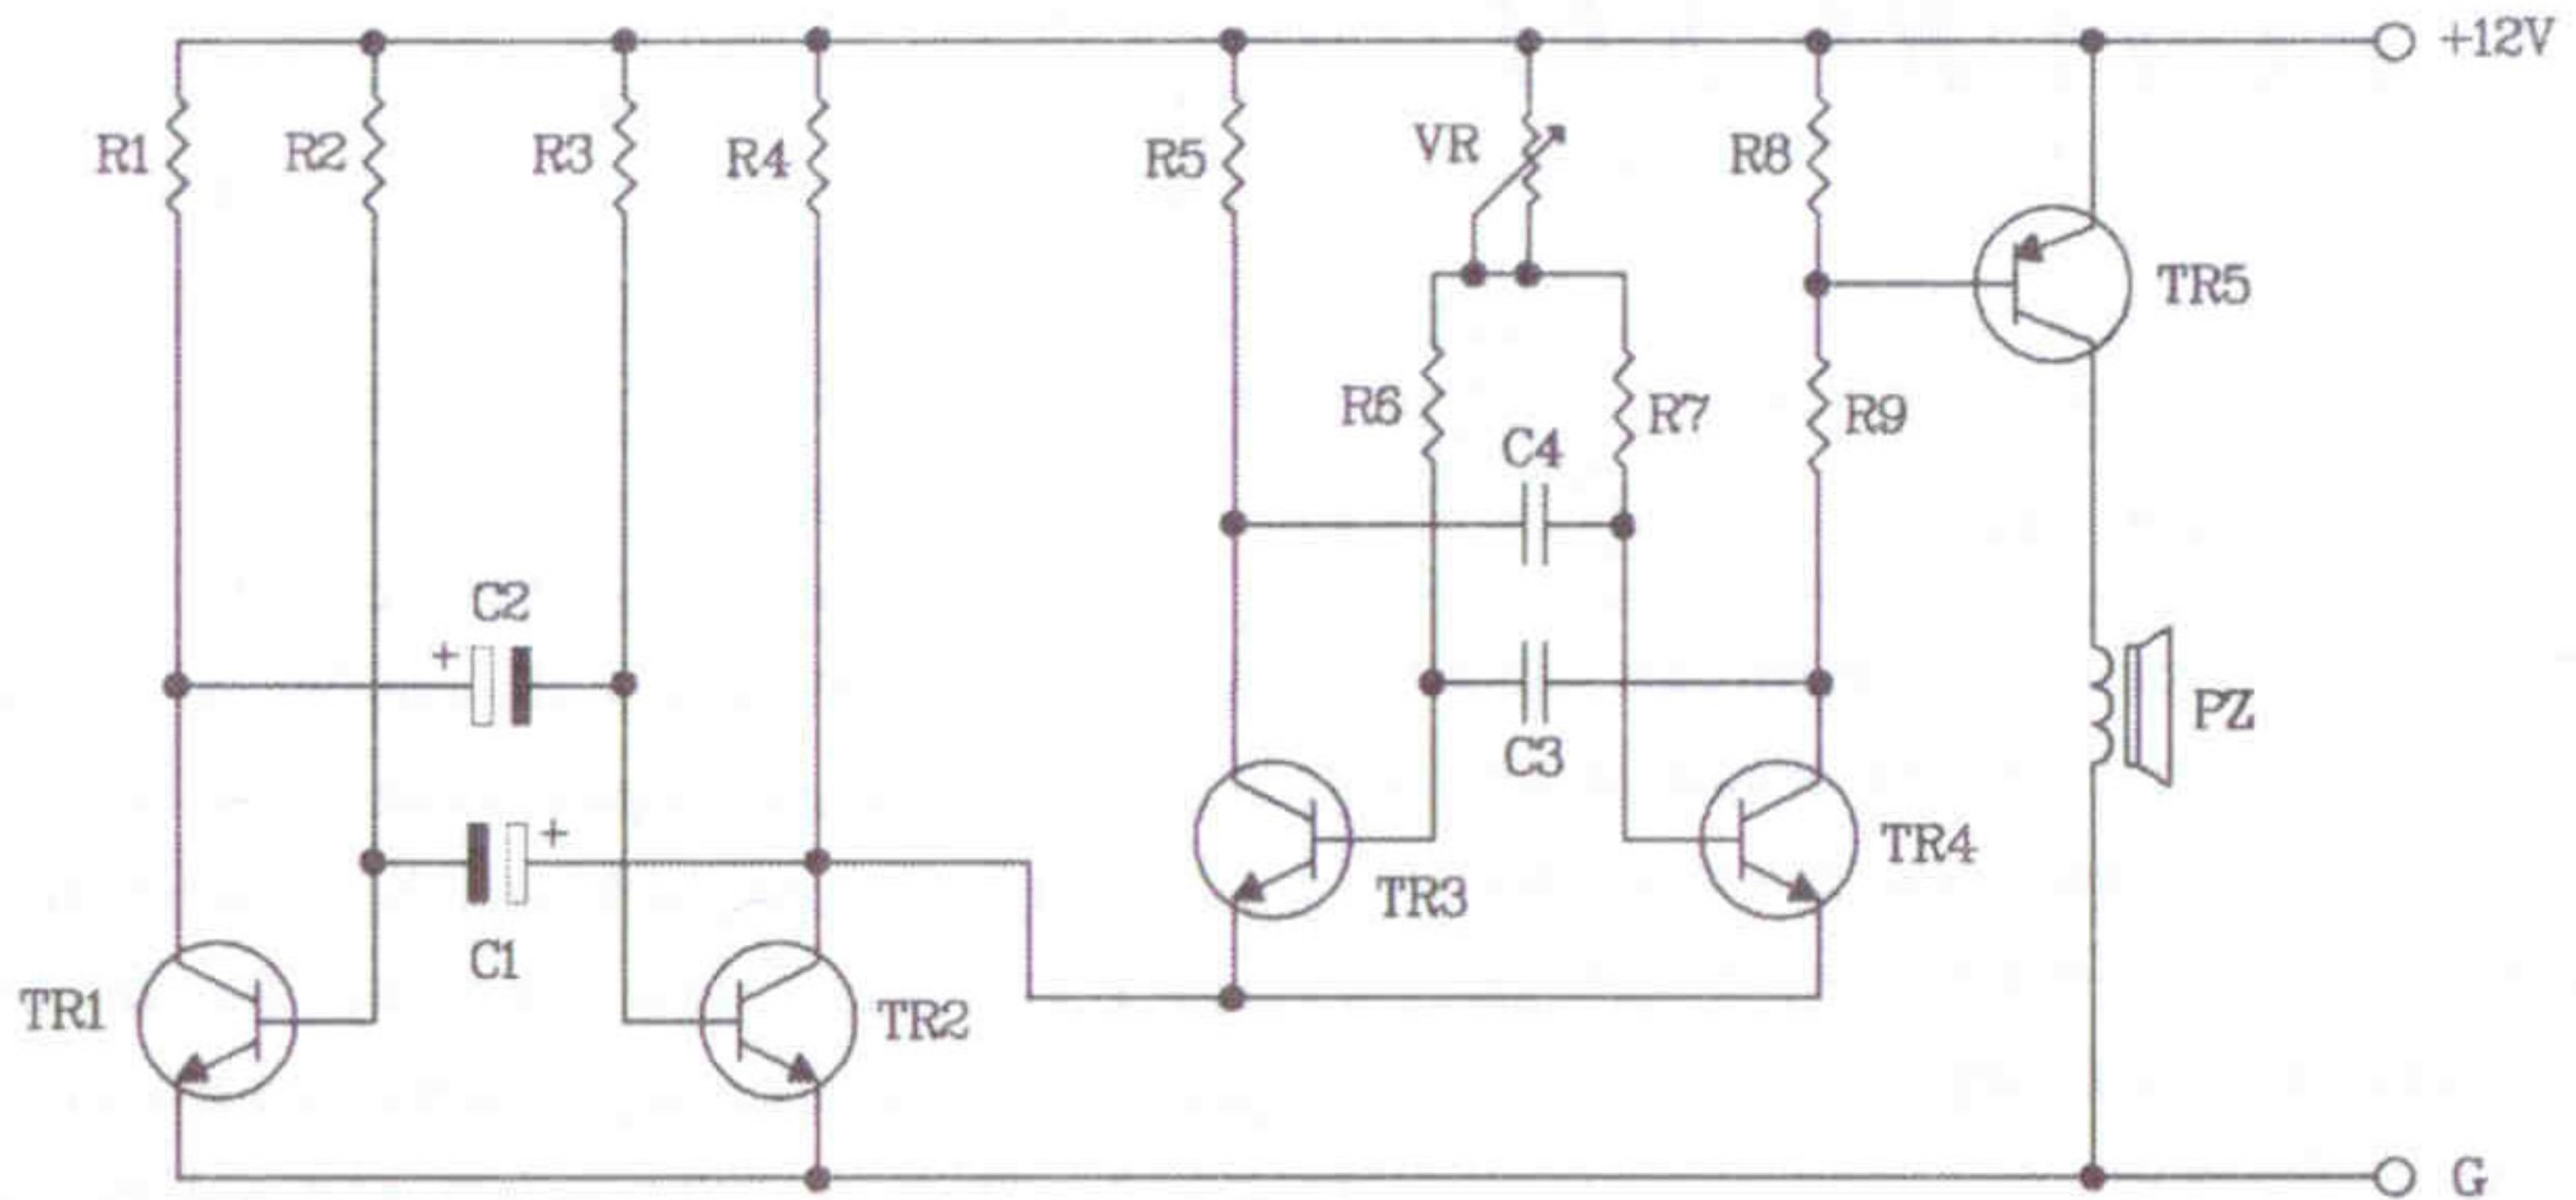 +12V
R1
R2
R3
R4
R5
VR
R8
TR5
R6
R7
R9
C4
C2
+
PZ
C3
+
TR3
TR4
C1
TR1
TR2
G